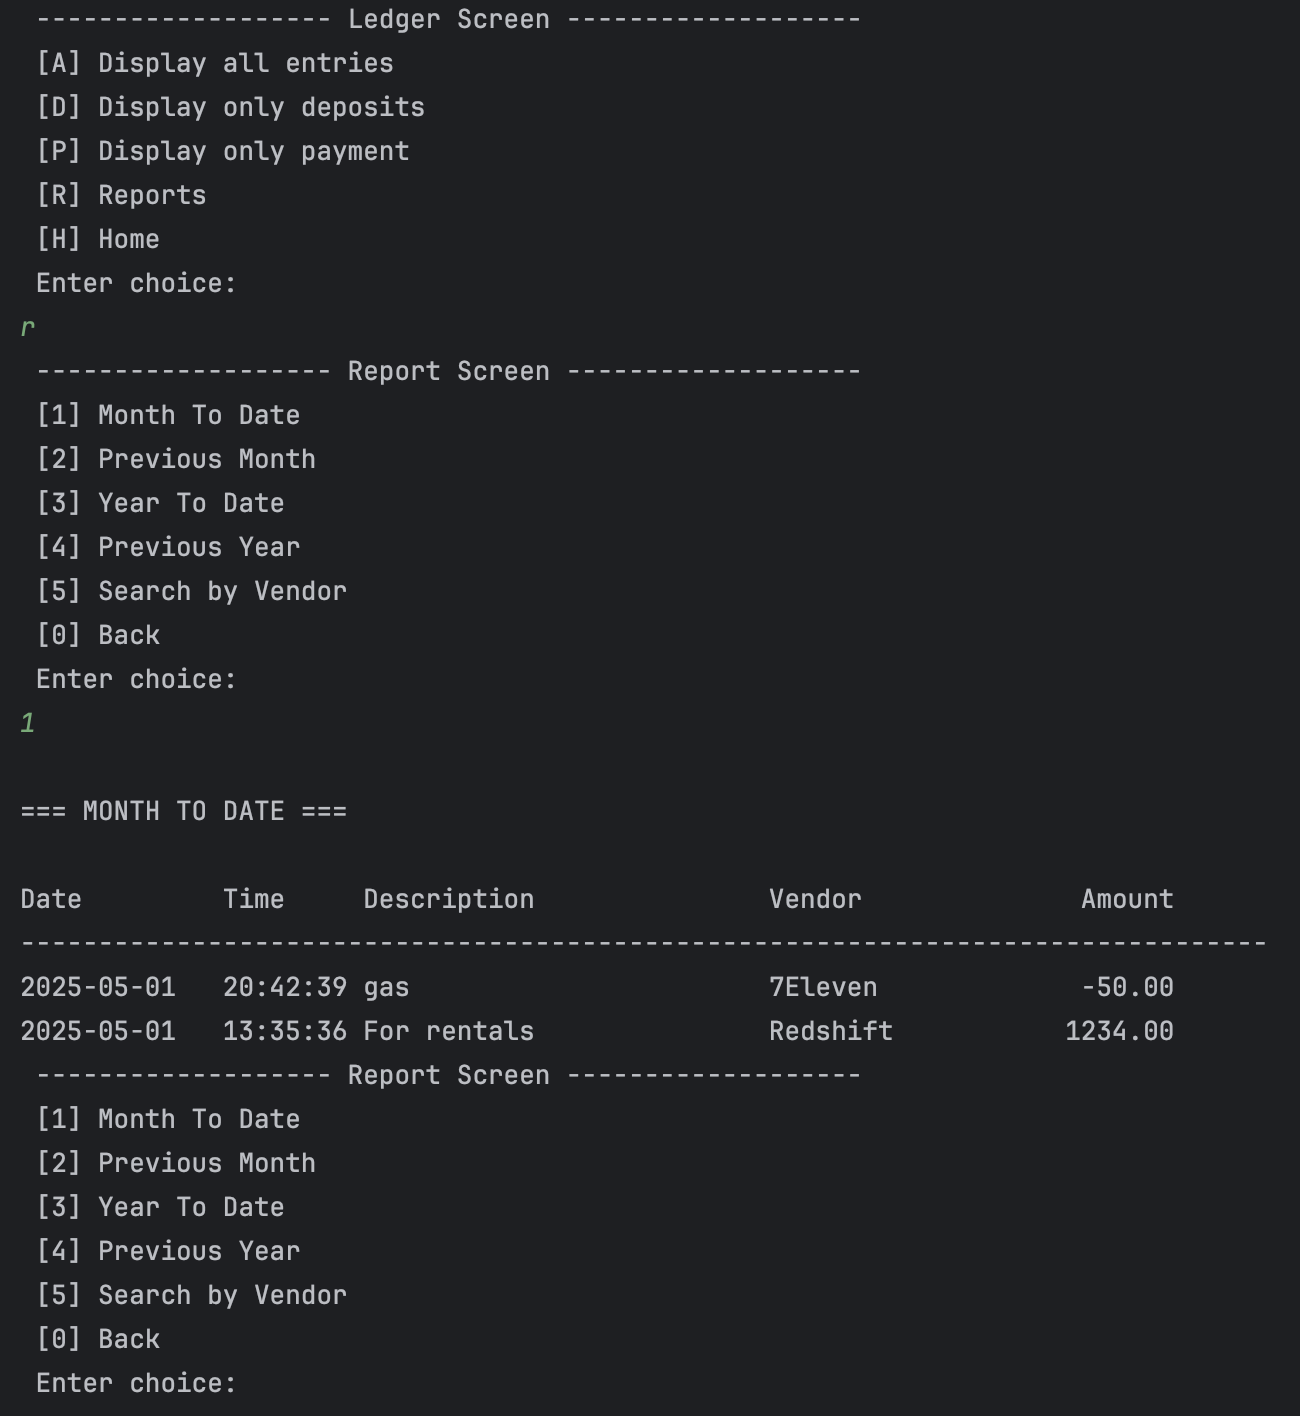 ------------------- Ledger Screen -------------------
[A] Display all entries
[D] Display only deposits
[P] Display only payment
[R] Reports
[H] Home
Enter choice:
r
------------------- Report Screen -------------------
[1] Month To Date
[2] Previous Month
[3] Year To Date
[4] Previous Year
[5] Search by Vendor
[0] Back
Enter choice:
1
=== MONTH TO DATE ===
Date         Time     Description               Vendor              Amount
--------------------------------------------------------------------------------
2025-05-01   20:42:39 gas                       7Eleven             -50.00
2025-05-01   13:35:36 For rentals               Redshift           1234.00
------------------- Report Screen -------------------
[1] Month To Date
[2] Previous Month
[3] Year To Date
[4] Previous Year
[5] Search by Vendor
[0] Back
Enter choice: